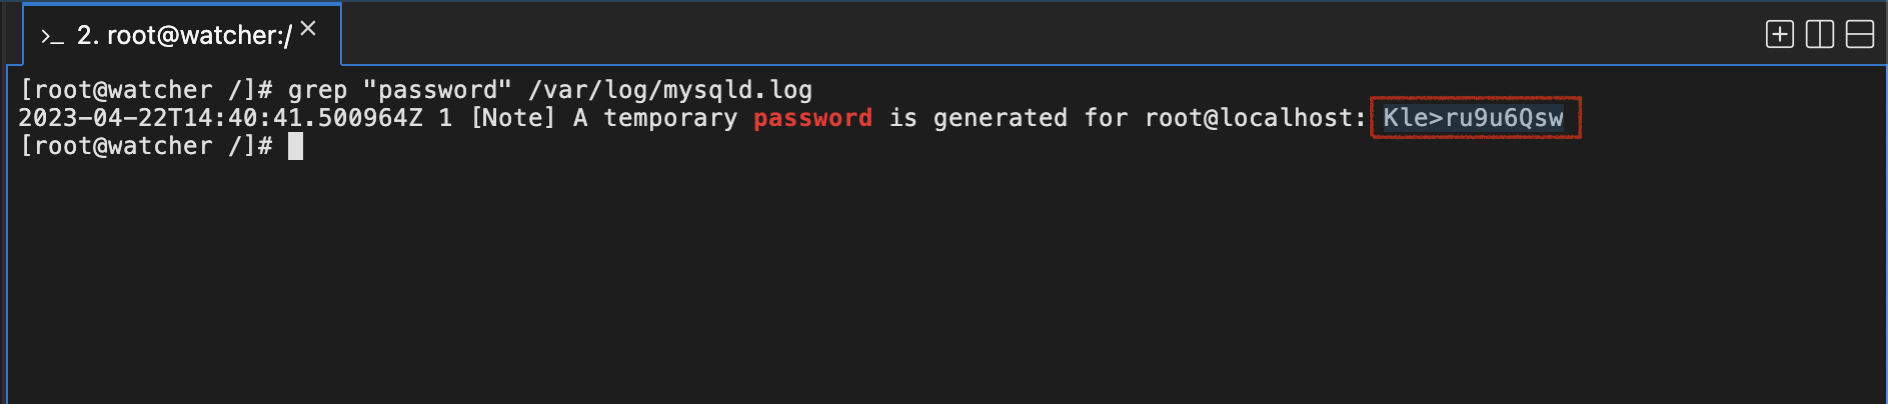 2. root@watcher:/
[root@watcher /]# grep "password" /var/log/mysqld.log
2023-04-22T14:40:41.500964Z 1 [Note] A temporary password is generated for root@localhost: Kle>ru9u6Qsw
[root@watcher /]#